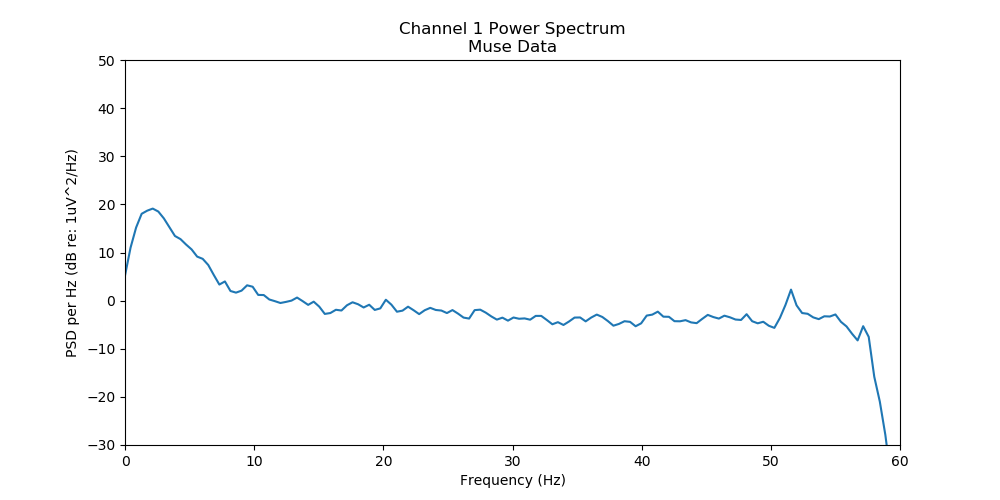 Channel 1 Power Spectrum
Muse Data
PSD per Hz (dB re: 1uV^2/Hz)
50
40
30
20
10
0
−10
−20
−30
0 10 20 30 40 50 60
Frequency (Hz)